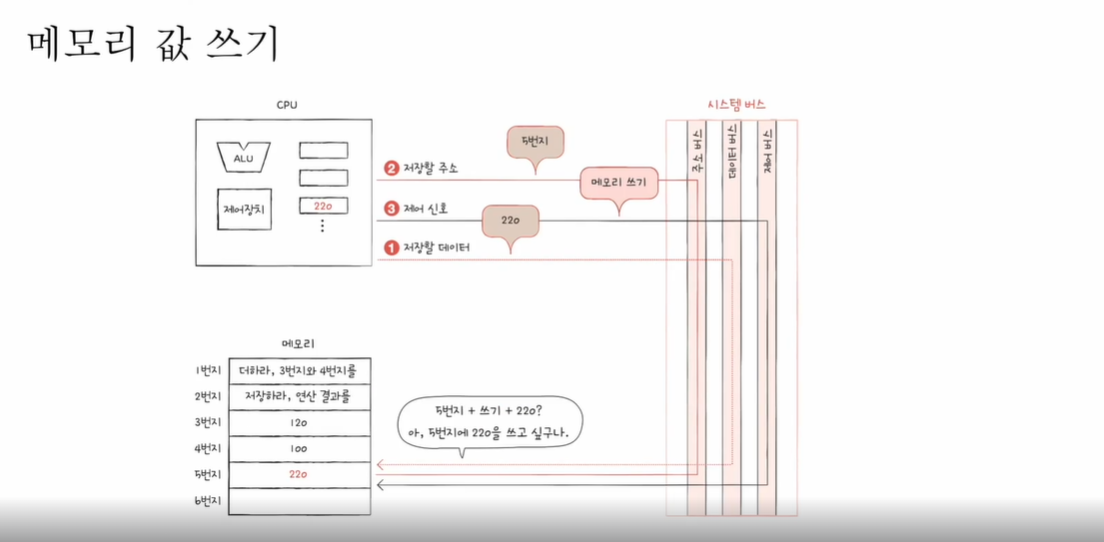 메모리 값 쓰기
CPU
시스템 버스
ALU
제어장치
220
⋮
2 저장할 주소
5번지
메모리 쓰기
3 제어 신호
220
1 저장할 데이터
주소 버스
데이터 버스
제어 버스
메모리
1번지 더하라, 3번지와 4번지를
2번지 저장하라, 연산 결과를
3번지 120
4번지 100
5번지 220
6번지
5번지 + 쓰기 + 220?
아, 5번지에 220을 쓰고 싶구나.